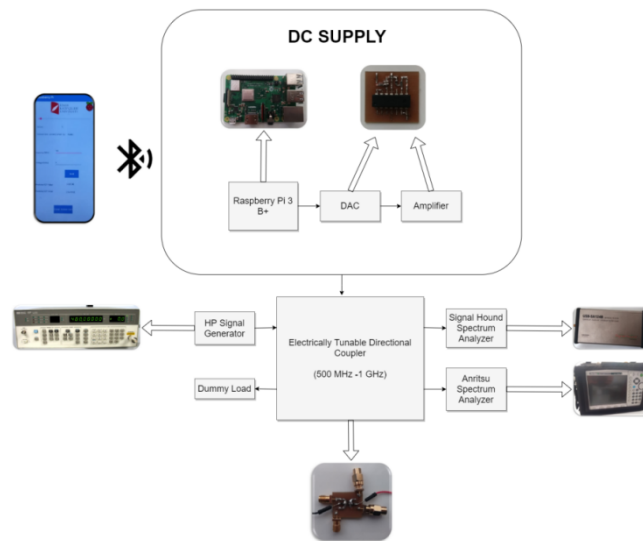 DC SUPPLY
Raspberry Pi 3
B+
DAC
Amplifier
HP Signal
Generator
Electrically Tunable Directional
Coupler
(500 MHz -1 GHz)
Signal Hound
Spectrum
Analyzer
Dummy Load
Anritsu
Spectrum
Analyzer